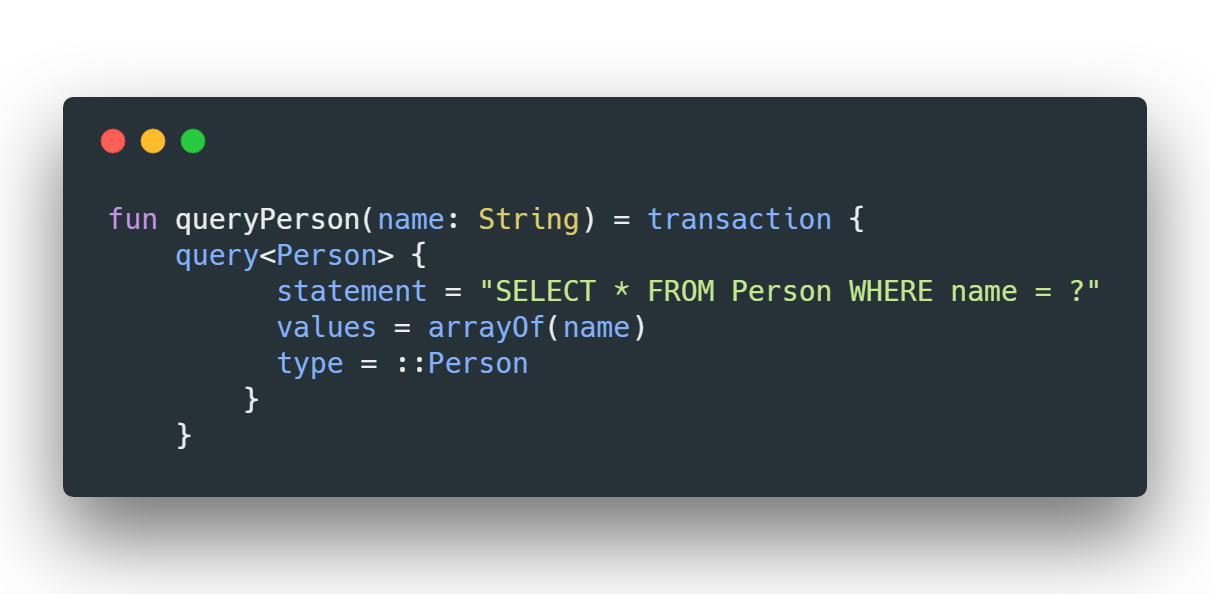 fun queryPerson(name: String) = transaction {
    query<Person> {
          statement = "SELECT * FROM Person WHERE name = ?"
          values = arrayOf(name)
          type = ::Person
        }
    }